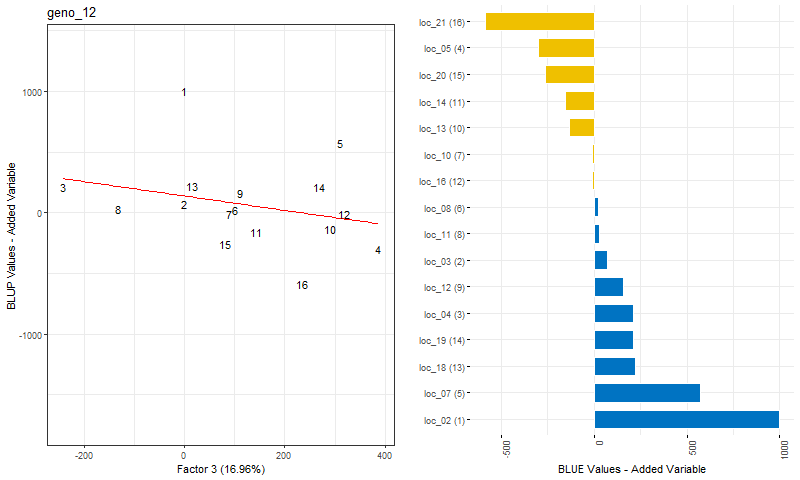 geno_12
BLUP Values - Added Variable
1000
0
-1000
1
5
3
13
14
9
2
8
7
6
12
10
11
15
4
16
-200
0
200
400
Factor 3 (16.96%)
loc_21 (16)
loc_05 (4)
loc_20 (15)
loc_14 (11)
loc_13 (10)
loc_10 (7)
loc_16 (12)
loc_08 (6)
loc_11 (8)
loc_03 (2)
loc_12 (9)
loc_04 (3)
loc_19 (14)
loc_18 (13)
loc_07 (5)
loc_02 (1)
-500
0
500
1000
BLUE Values - Added Variable